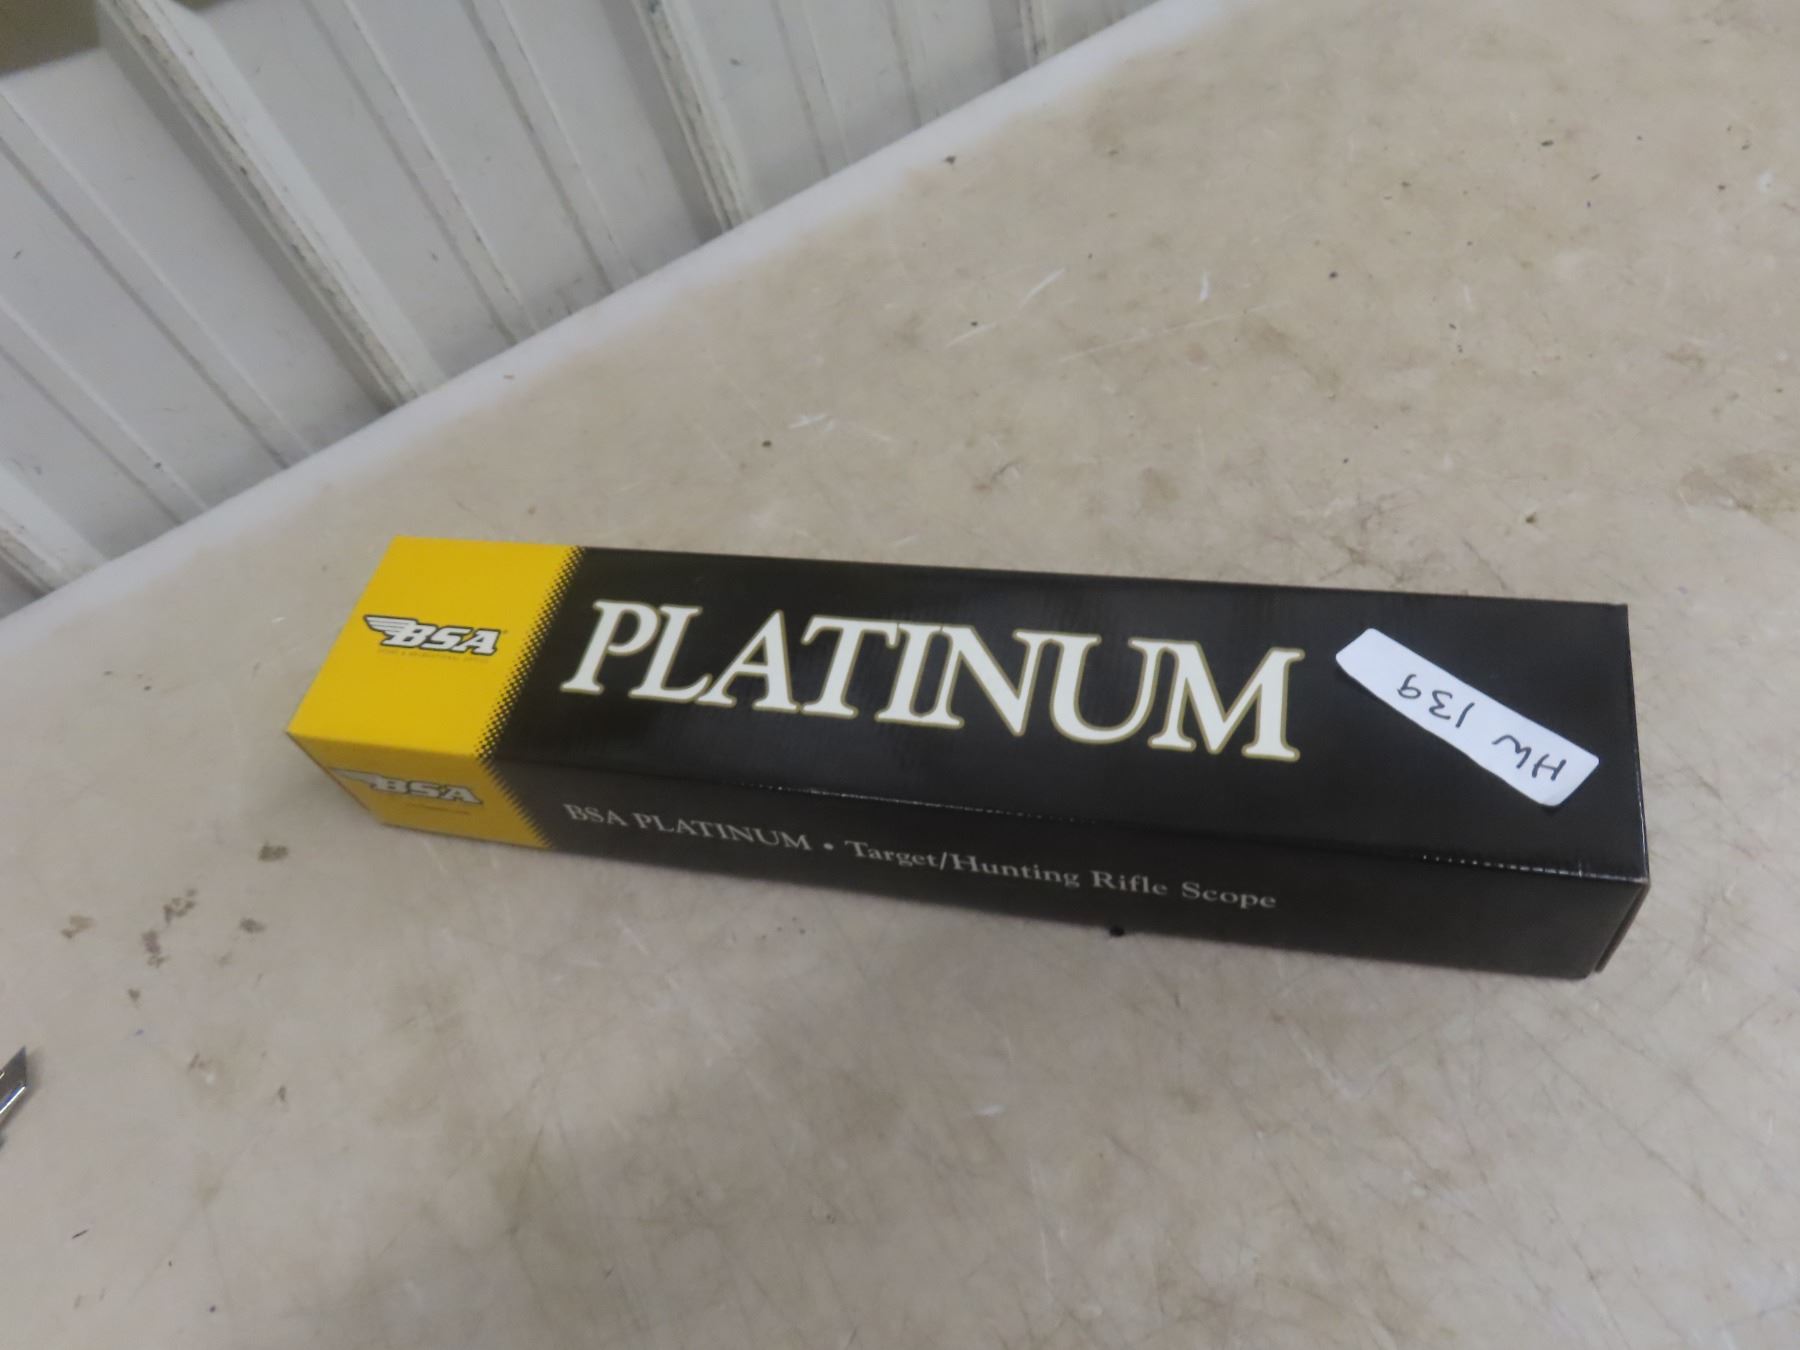 BSA
PLATINUM
HW 139
BSA
BSA PLATINUM • Target/Hunting Rifle Scope